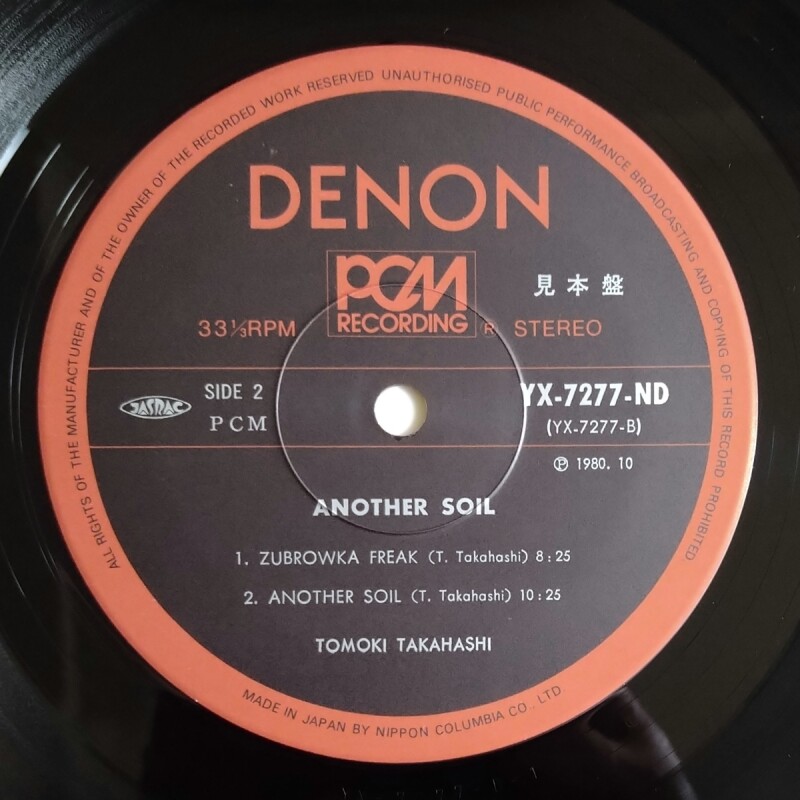 ALL RIGHTS OF THE MANUFACTURER AND OF THE OWNER OF THE RECORDED WORK RESERVED UNAUTHORISED PUBLIC PERFORMANCE BROADCASTING AND COPYING OF THIS RECORD PROHIBITED
DENON
PCM
RECORDING
見本盤
33⅓RPM
® STEREO
JASRAC
SIDE 2
PCM
YX-7277-ND
(YX-7277-B)
℗ 1980. 10
ANOTHER SOIL
1. ZUBROWKA FREAK (T. Takahashi) 8:25
2. ANOTHER SOIL (T. Takahashi) 10:25
TOMOKI TAKAHASHI
MADE IN JAPAN BY NIPPON COLUMBIA CO., LTD